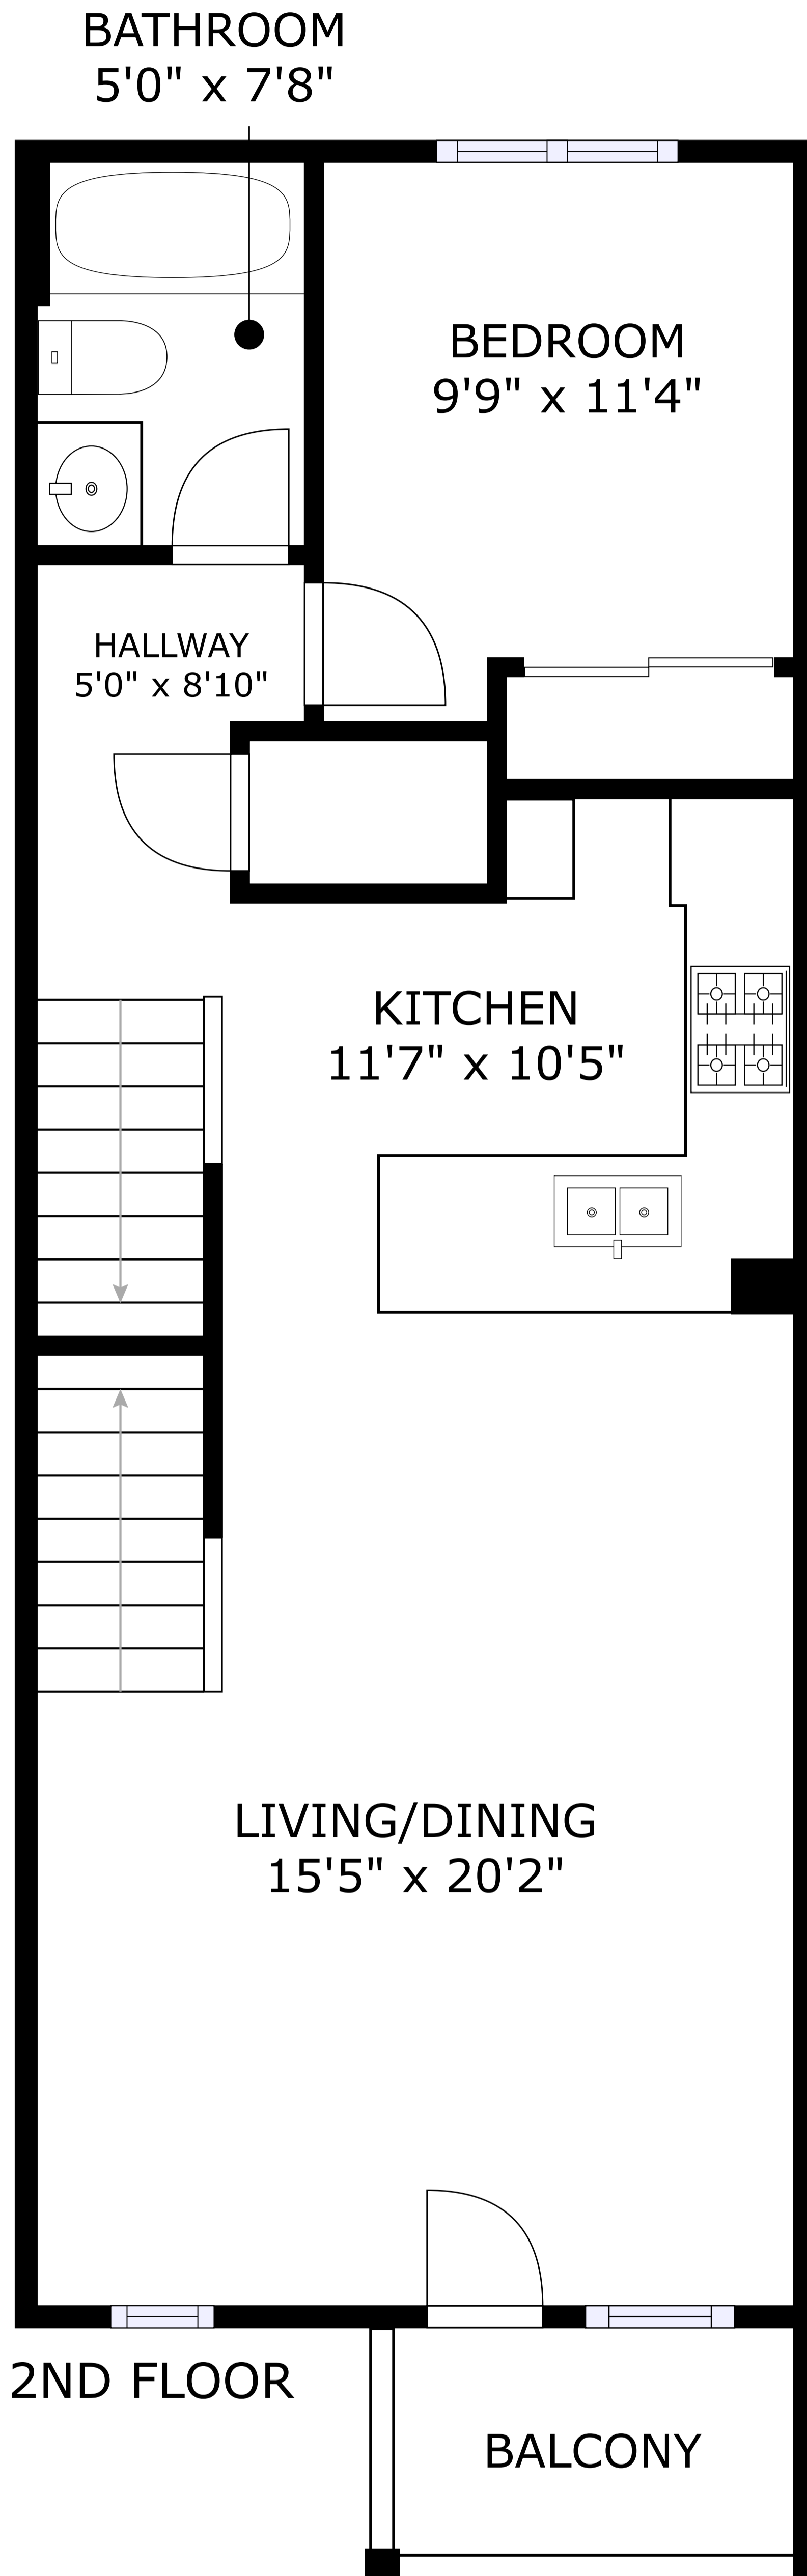 BATHROOM
5'0" x 7'8"
BEDROOM
9'9" x 11'4"
HALLWAY
5'0" x 8'10"
KITCHEN
11'7" x 10'5"
LIVING/DINING
15'5" x 20'2"
2ND FLOOR
BALCONY